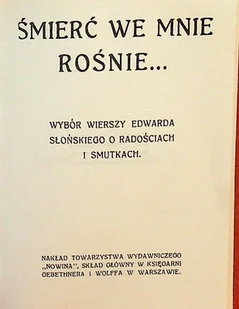 ŚMIERĆ WE MNIE
ROŚNIE...
WYBÓR WIERSZY EDWARDA
SŁOŃSKIEGO O RADOŚCIACH
I SMUTKACH.
NAKŁAD TOWARZYSTWA WYDAWNICZEGO
„NOWINA”, SKŁAD GŁÓWNY W KSIĘGARNI
GEBETHNERA I WOLFFA W WARSZAWIE.